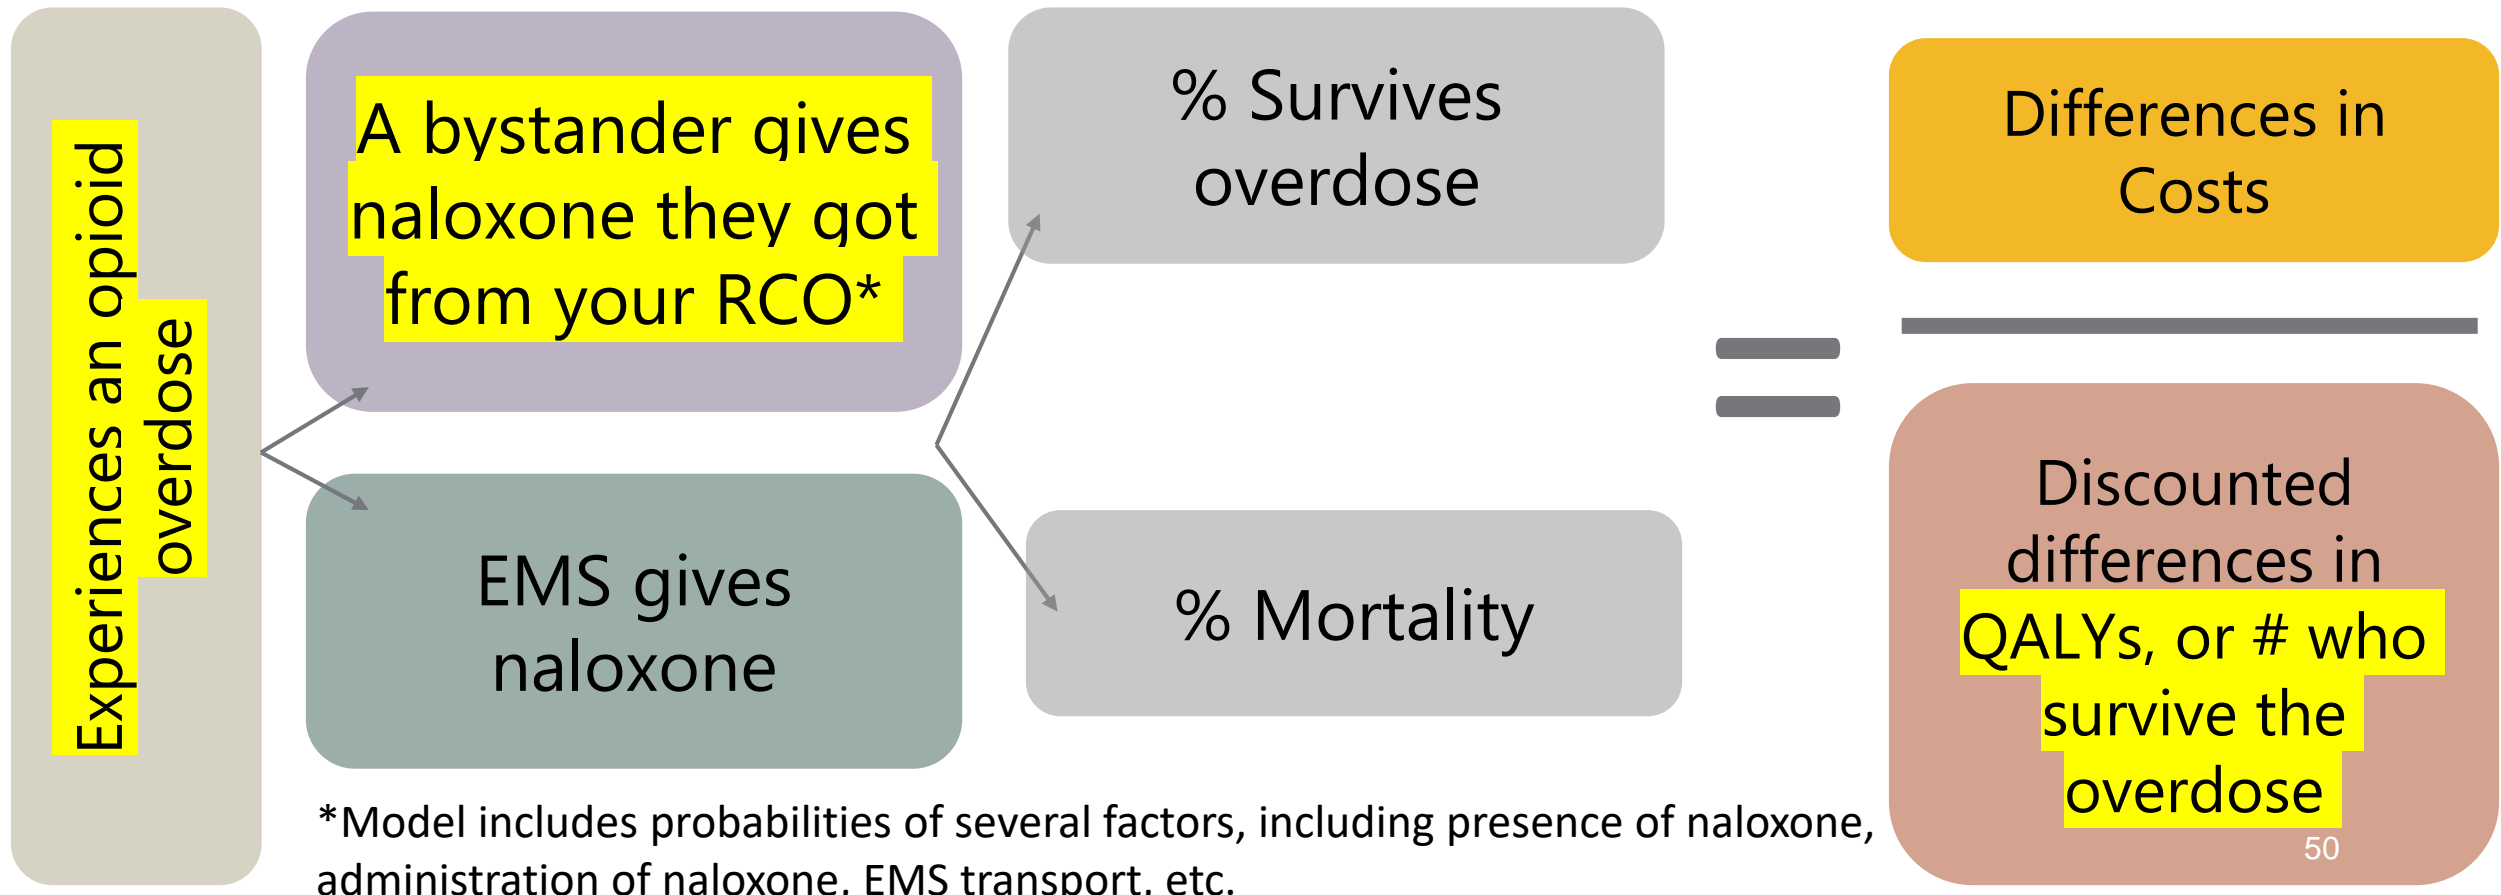 Experiences an opioid
overdose
A bystander gives
naloxone they got
from your RCO*
EMS gives
naloxone
% Survives
overdose
% Mortality
Differences in
Costs
Discounted
differences in
QALYs, or # who
survive the
overdose
50
*Model includes probabilities of several factors, including presence of naloxone,
administration of naloxone, EMS transport, etc.